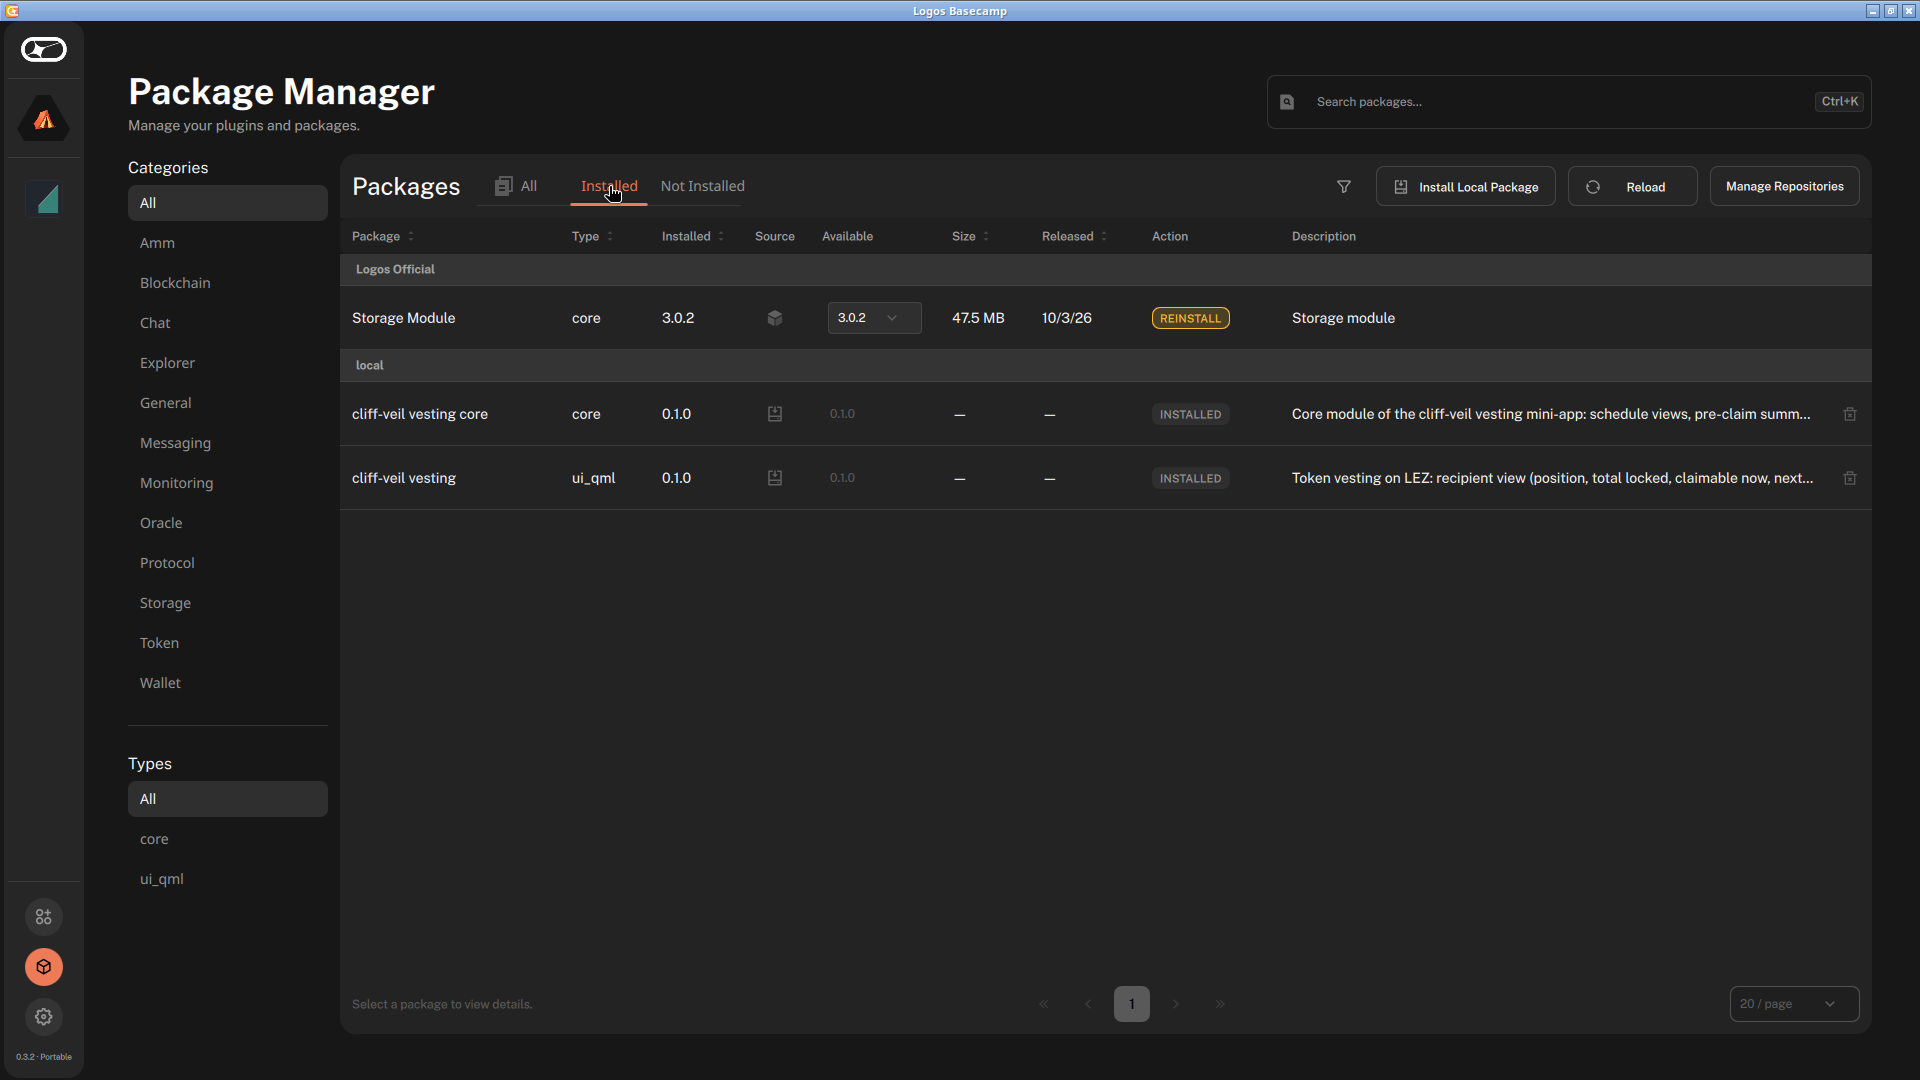 Logos Basecamp
Package Manager
Manage your plugins and packages.
Search packages...
Ctrl+K
Categories
All
Amm
Blockchain
Chat
Explorer
General
Messaging
Monitoring
Oracle
Protocol
Storage
Token
Wallet
Types
All
core
ui_qml
0.3.2 · Portable
Packages
All
Installed
Not Installed
Install Local Package
Reload
Manage Repositories
Package Type Installed Source Available Size Released Action Description
Logos Official
Storage Module core 3.0.2 3.0.2 47.5 MB 10/3/26 REINSTALL Storage module
local
cliff-veil vesting core core 0.1.0 0.1.0 — — INSTALLED Core module of the cliff-veil vesting mini-app: schedule views, pre-claim summ...
cliff-veil vesting ui_qml 0.1.0 0.1.0 — — INSTALLED Token vesting on LEZ: recipient view (position, total locked, claimable now, next...
Select a package to view details.
« ‹ 1 › »
20 / page